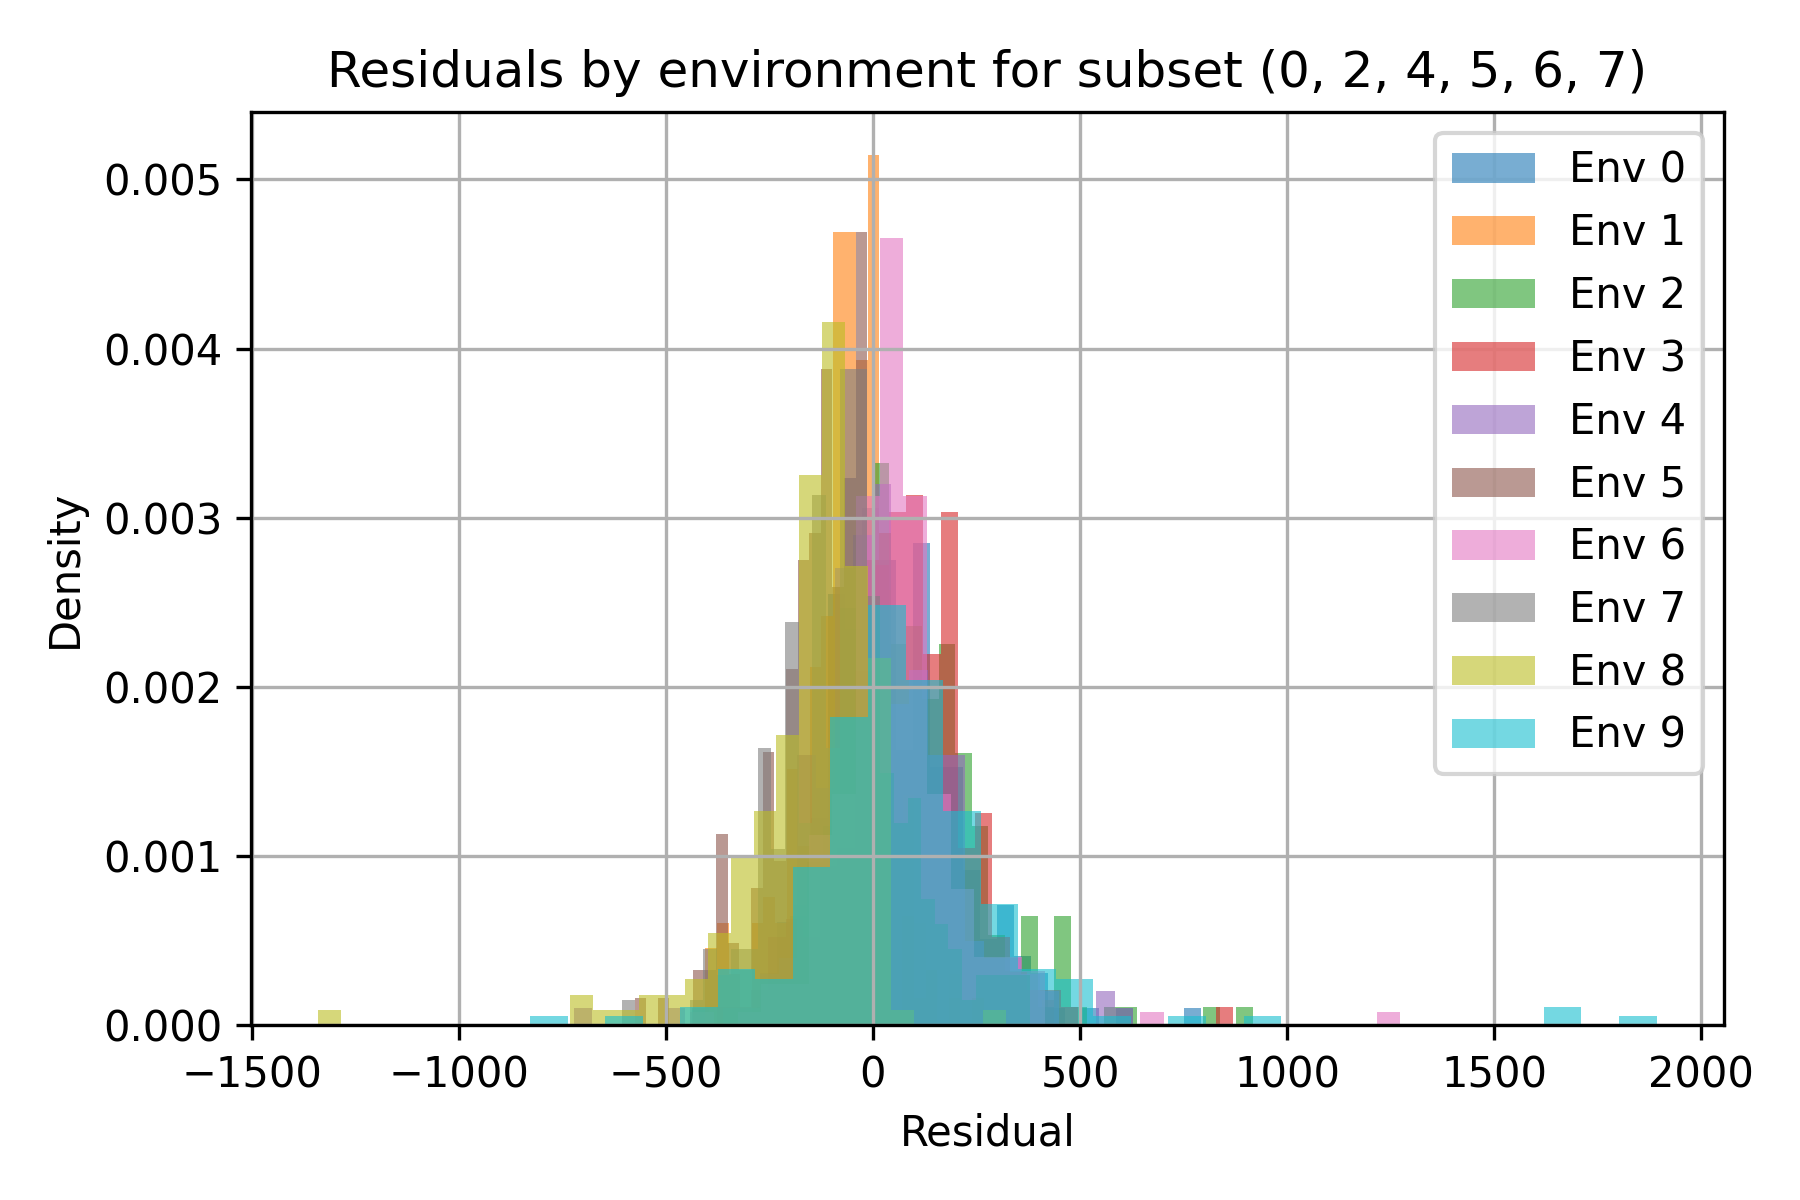 Residuals by environment for subset (0, 2, 4, 5, 6, 7)
Density
0.005
0.004
0.003
0.002
0.001
0.000
−1500
−1000
−500
0
500
1000
1500
2000
Residual
Env 0
Env 1
Env 2
Env 3
Env 4
Env 5
Env 6
Env 7
Env 8
Env 9